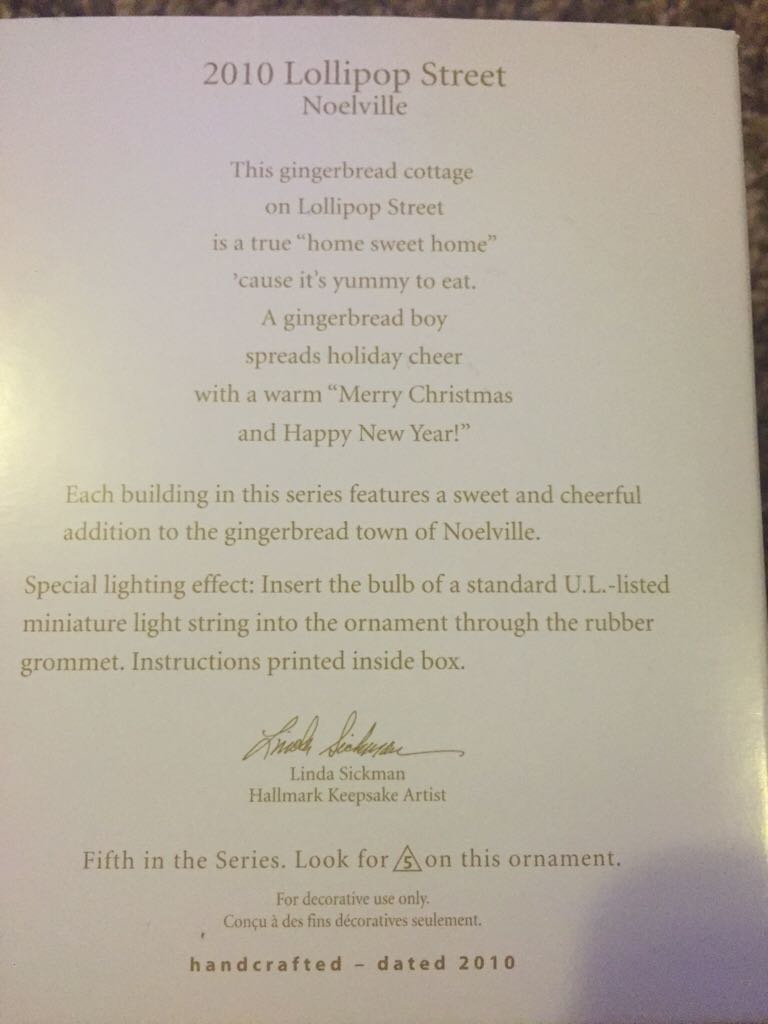 2010 Lollipop Street
Noelville
This gingerbread cottage
on Lollipop Street
is a true “home sweet home”
’cause it’s yummy to eat.
A gingerbread boy
spreads holiday cheer
with a warm “Merry Christmas
and Happy New Year!”
Each building in this series features a sweet and cheerful
addition to the gingerbread town of Noelville.
Special lighting effect: Insert the bulb of a standard U.L.-listed
miniature light string into the ornament through the rubber
grommet. Instructions printed inside box.
Linda Sickman
Linda Sickman
Hallmark Keepsake Artist
Fifth in the Series. Look for 5 on this ornament.
For decorative use only.
Conçu à des fins décoratives seulement.
handcrafted – dated 2010